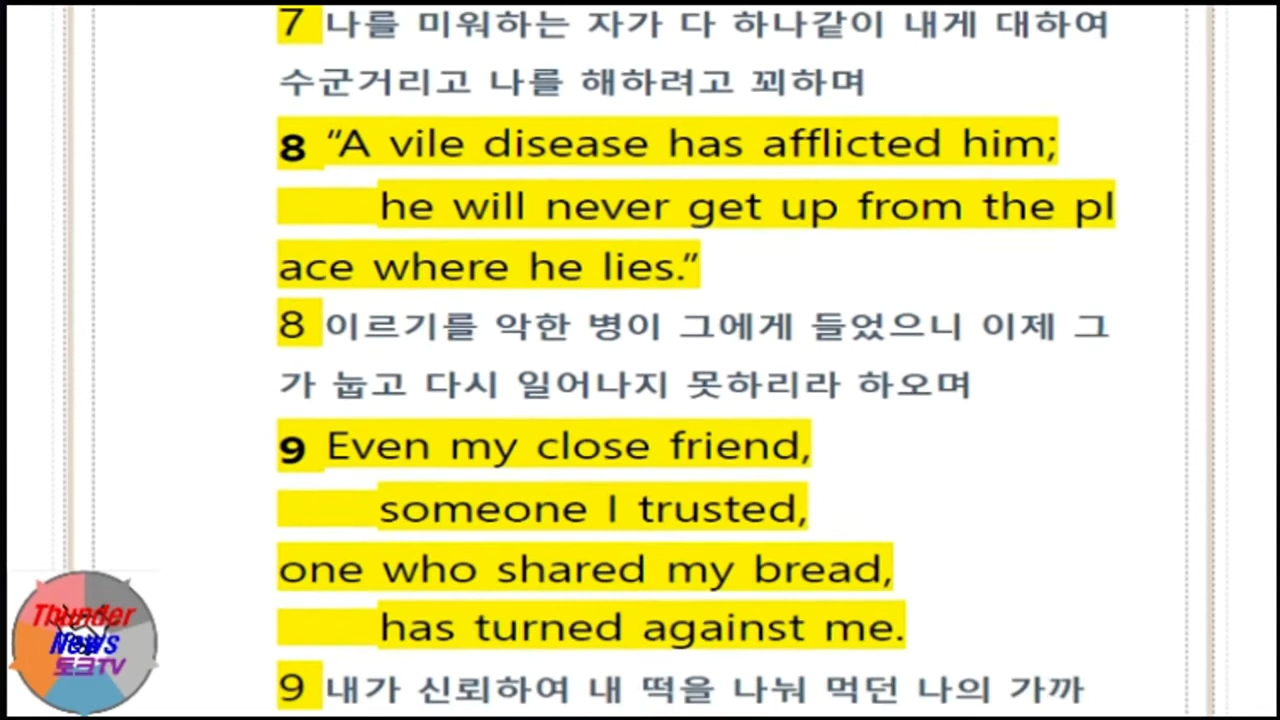 7 나를 미워하는 자가 다 하나같이 내게 대하여
수군거리고 나를 해하려고 꾀하며
8 “A vile disease has afflicted him;
he will never get up from the pl
ace where he lies.”
8 이르기를 악한 병이 그에게 들었으니 이제 그
가 눕고 다시 일어나지 못하리라 하오며
9 Even my close friend,
someone I trusted,
one who shared my bread,
has turned against me.
9 내가 신뢰하여 내 떡을 나눠 먹던 나의 가까
Thunder
News
토크TV